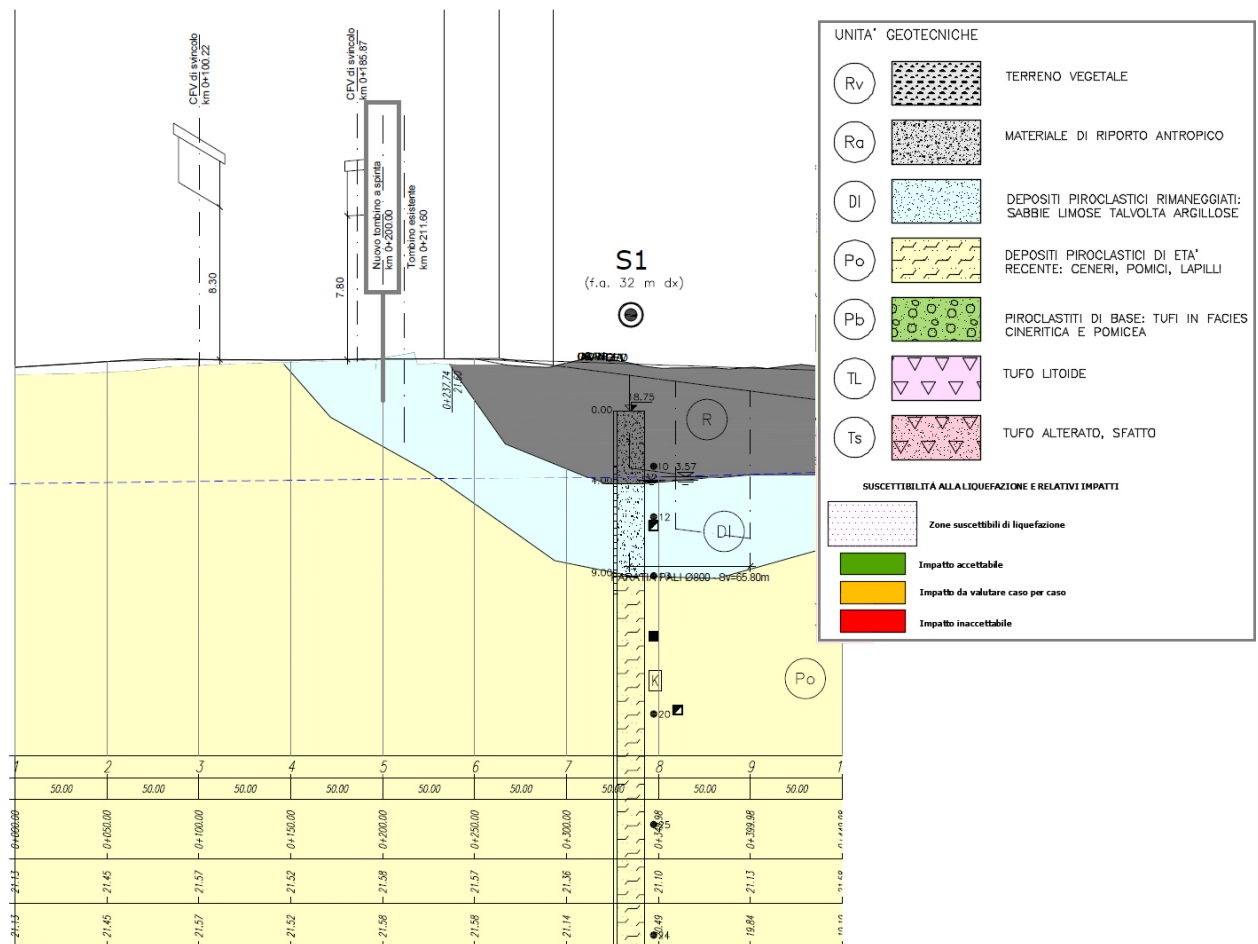 CFV di svincolo
km 0+100.22
CFV di svincolo
km 0+185.87
Nuovo tombino a spinta
km 0+200.00
Tombino esistente
km 0+211.60
8.30
7.80
S1
(f.a. 32 m dx)
0+237.74
0.00
8.75
R
10
3.57
4.00
12
Dl
9.00
PALI Ø800 - Sv=65.80m
K
Po
20
1
2
3
4
5
6
7
8
9
1
50.00
50.00
50.00
50.00
50.00
50.00
50.00
50.00
50.00
0+000.00
0+050.00
0+100.00
0+150.00
0+200.00
0+250.00
0+300.00
25
0+399.98
21.13
21.45
21.57
21.52
21.58
21.57
21.36
21.10
21.13
21.13
21.45
21.57
21.52
21.58
21.58
21.14
19.84
24
UNITA' GEOTECNICHE
Rv
TERRENO VEGETALE
Ra
MATERIALE DI RIPORTO ANTROPICO
Dl
DEPOSITI PIROCLASTICI RIMANEGGIATI:
SABBIE LIMOSE TALVOLTA ARGILLOSE
Po
DEPOSITI PIROCLASTICI DI ETA'
RECENTE: CENERI, POMICI, LAPILLI
Pb
PIROCLASTITI DI BASE: TUFI IN FACIES
CINERITICA E POMICEA
TL
TUFO LITOIDE
Ts
TUFO ALTERATO, SFATTO
SUSCETTIBILITÀ ALLA LIQUEFAZIONE E RELATIVI IMPATTI
Zone suscettibili di liquefazione
Impatto accettabile
Impatto da valutare caso per caso
Impatto inaccettabile